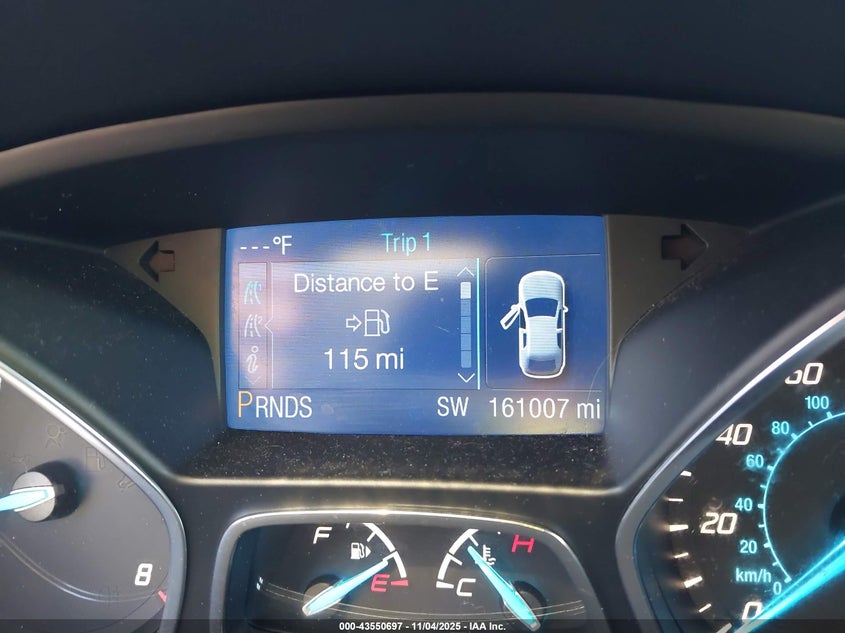 ---°F
Trip 1
Distance to E
115 mi
PRNDS
SW
161007 mi
8
F
E
H
C
60
40
20
0
100
80
60
40
20
0
km/h
000-43550697 - 11/04/2025 - IAA Inc.